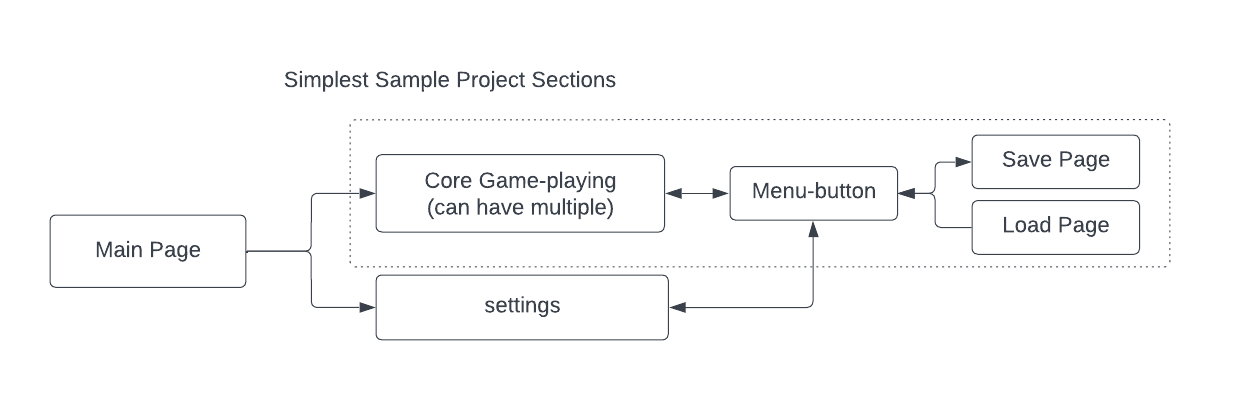 Simplest Sample Project Sections
Core Game-playing
(can have multiple)
Menu-button
Save Page
Load Page
Main Page
settings